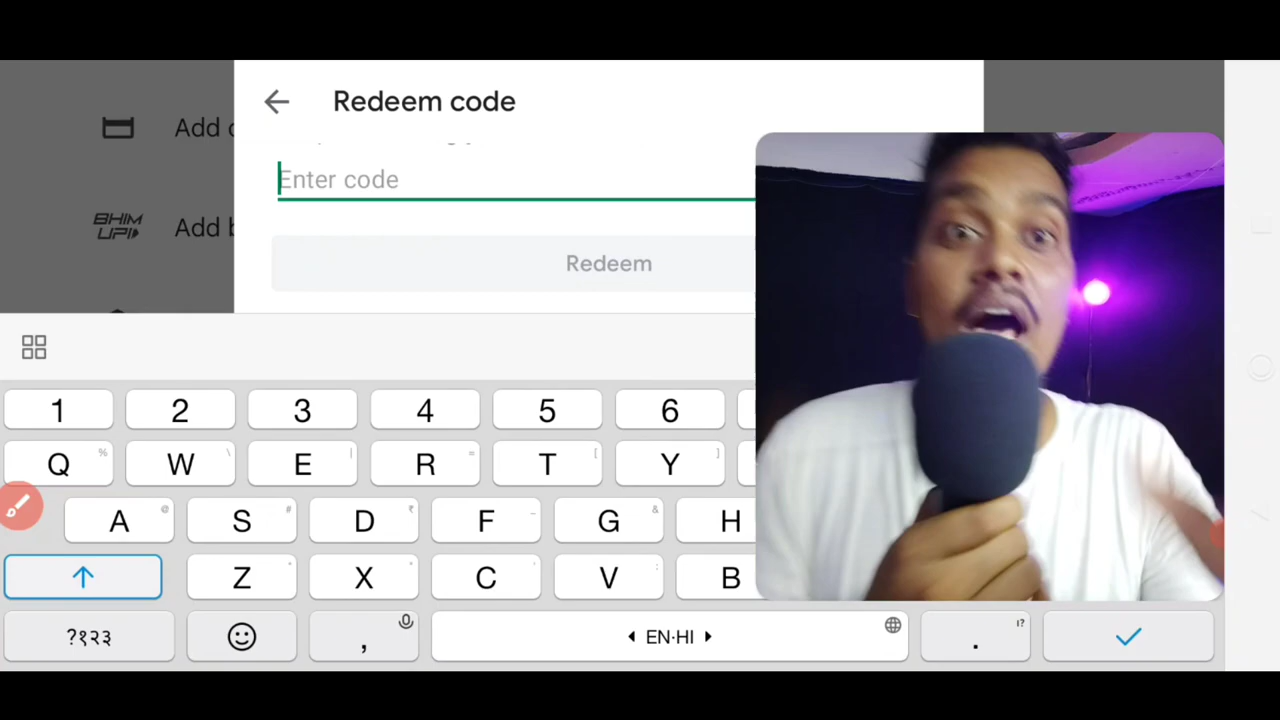 Redeem code
Enter code
Add
Redeem
BHIM
UPI
Add
1 2 3 4 5 6
Q % W \ E | R = T [ Y ]
A @ S # D ₹ F _ G & H
Z X C V B
?१२३ , EN·HI . !?